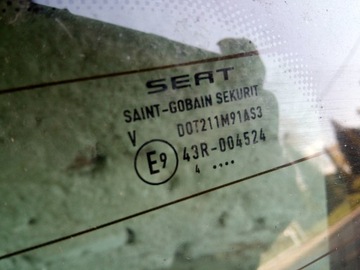 SEAT
SAINT-GOBAIN SEKURIT
V DOT211M91AS3
E9 43R-004524
4 ....